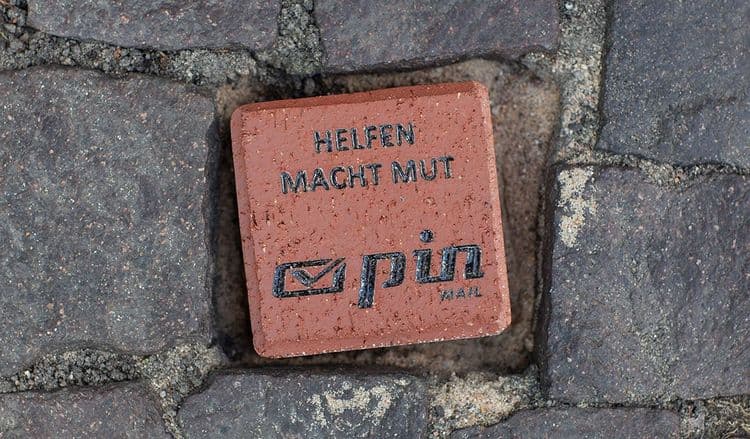 HELFEN
MACHT MUT
pin
MAIL